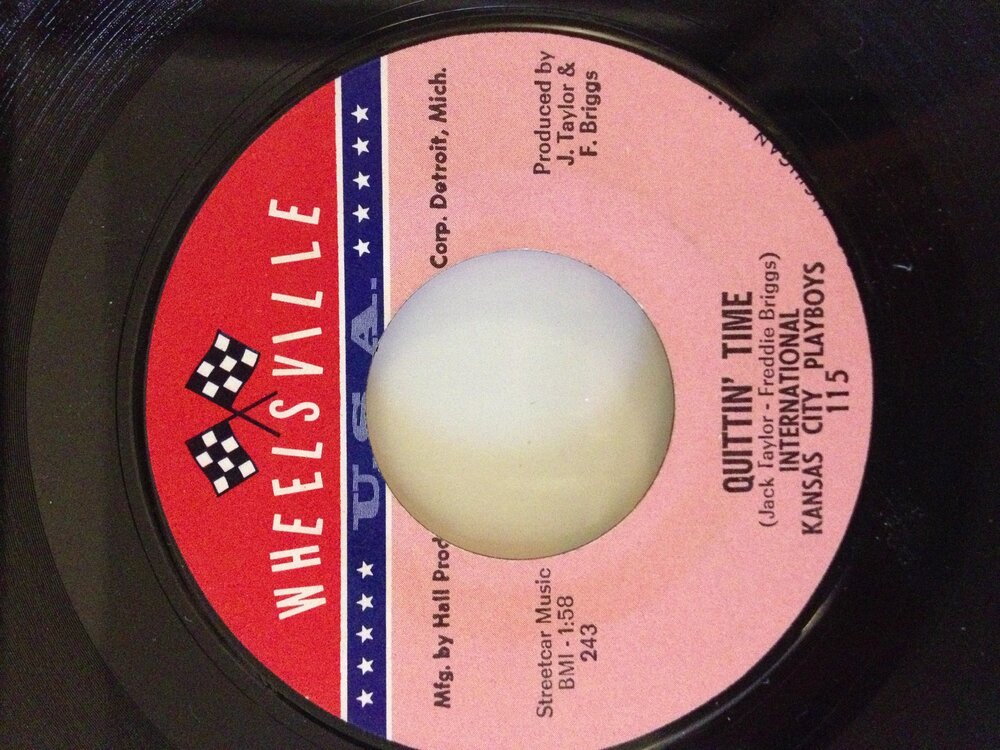 WHEELSVILLE
U.S.A.
Mfg. by Hall Prod Corp. Detroit, Mich.
Streetcar Music
BMI - 1:58
243
Produced by
J. Taylor &
F. Briggs
QUITTIN' TIME
(Jack Taylor - Freddie Briggs)
INTERNATIONAL
KANSAS CITY PLAYBOYS
115